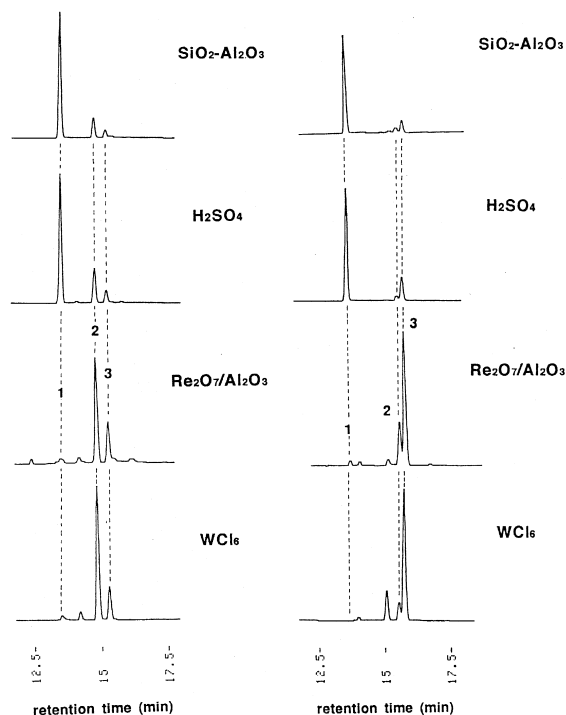 SiO2-Al2O3
H2SO4
2
1
3
Re2O7/Al2O3
WCl6
12.5-
15-
17.5-
retention time (min)
SiO2-Al2O3
H2SO4
3
Re2O7/Al2O3
2
1
WCl6
12.5-
15-
17.5-
retention time (min)